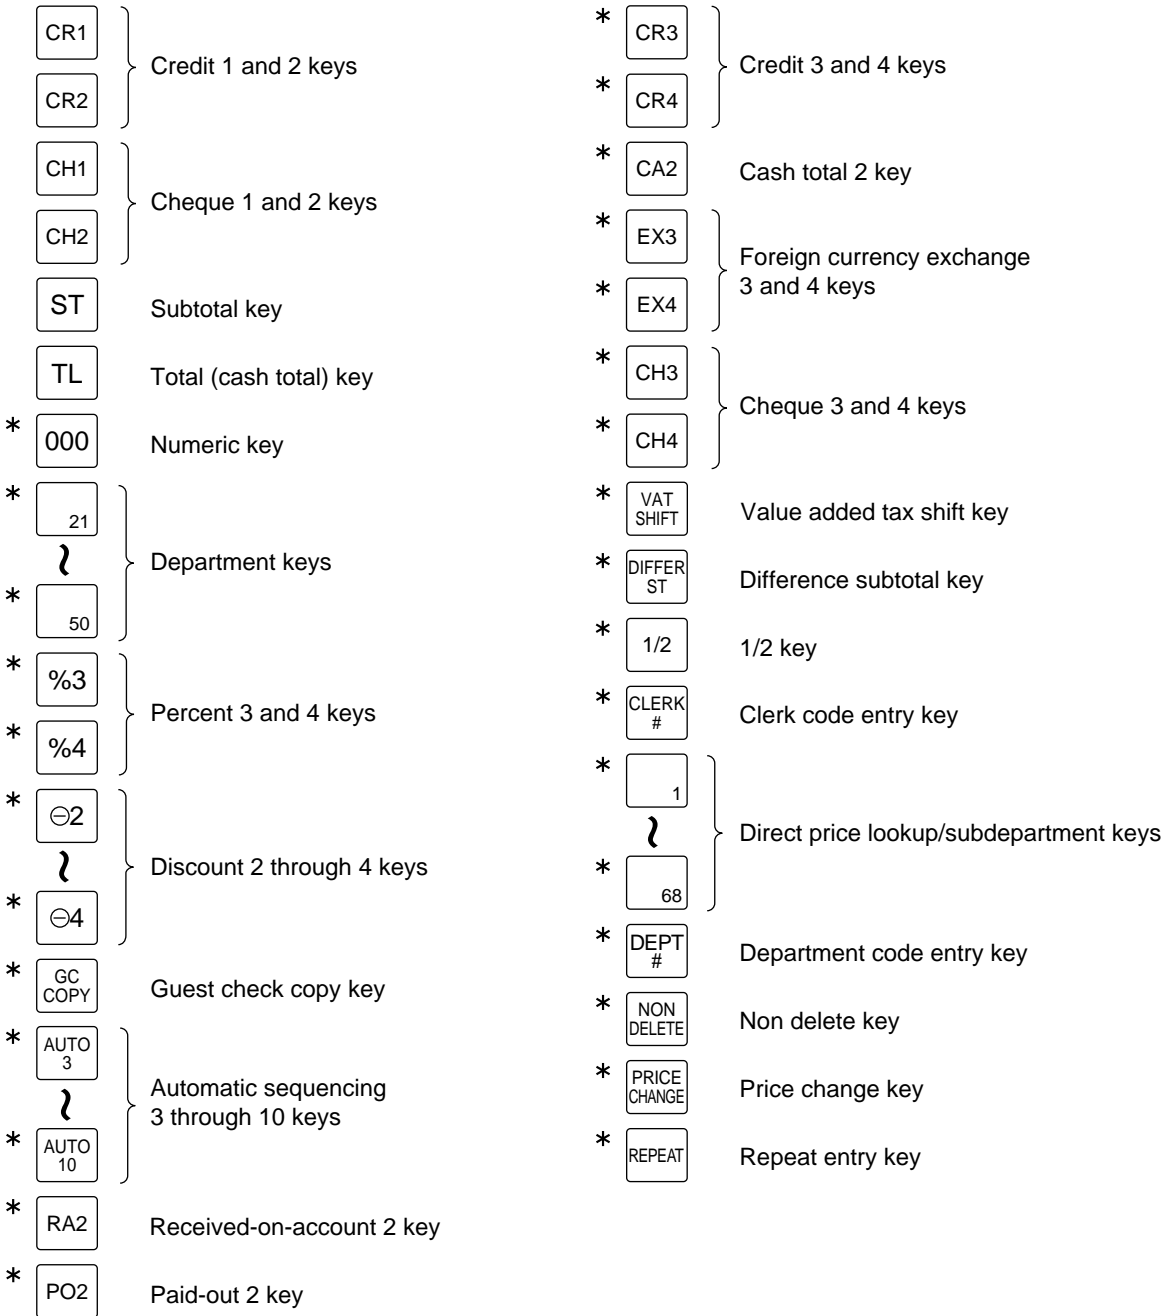 CR1
Credit 1 and 2 keys
CR2
CH1
Cheque 1 and 2 keys
CH2
ST Subtotal key
TL Total (cash total) key
* 000 Numeric key
* 21
~ Department keys
* 50
* %3
Percent 3 and 4 keys
* %4
* ⊖2
~ Discount 2 through 4 keys
* ⊖4
* GC
COPY
Guest check copy key
* AUTO
3
~ Automatic sequencing
3 through 10 keys
* AUTO
10
* RA2 Received-on-account 2 key
* PO2 Paid-out 2 key
* CR3
Credit 3 and 4 keys
* CR4
* CA2 Cash total 2 key
* EX3
Foreign currency exchange
3 and 4 keys
* EX4
* CH3
Cheque 3 and 4 keys
* CH4
* VAT
SHIFT
Value added tax shift key
* DIFFER
ST
Difference subtotal key
* 1/2 1/2 key
* CLERK
#
Clerk code entry key
* 1
~ Direct price lookup/subdepartment keys
* 68
* DEPT
#
Department code entry key
* NON
DELETE
Non delete key
* PRICE
CHANGE
Price change key
* REPEAT Repeat entry key